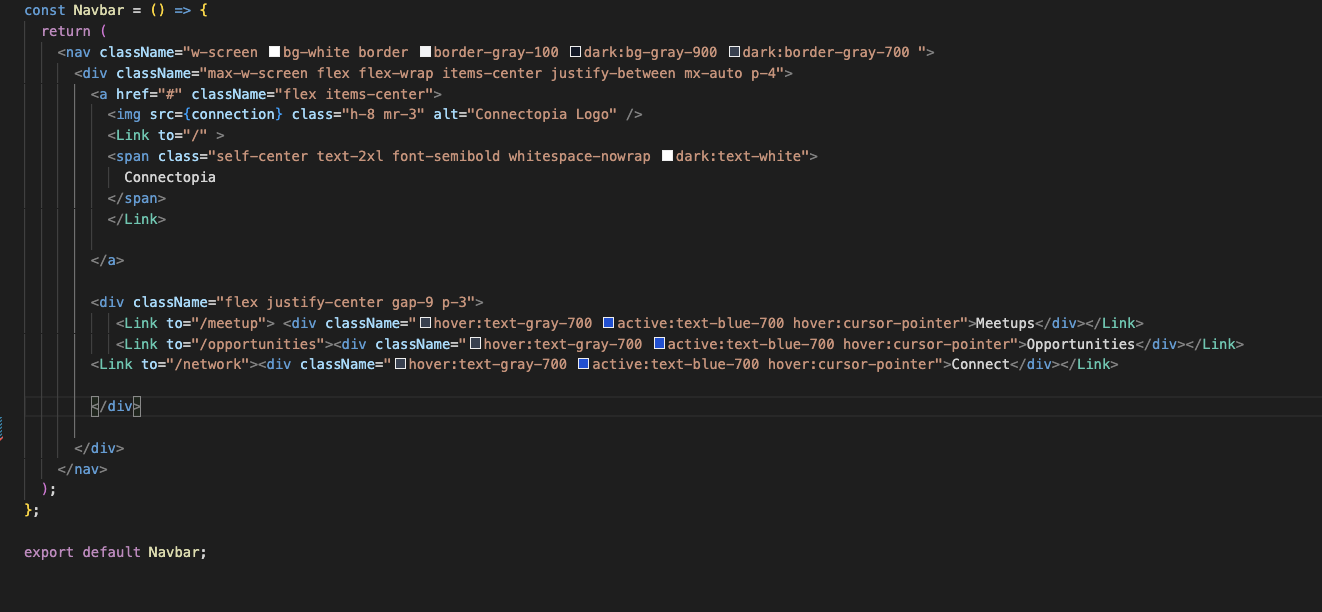 const Navbar = () => {
  return (
    <nav className="w-screen bg-white border border-gray-100 dark:bg-gray-900 dark:border-gray-700 ">
      <div className="max-w-screen flex flex-wrap items-center justify-between mx-auto p-4">
        <a href="#" className="flex items-center">
          <img src={connection} class="h-8 mr-3" alt="Connectopia Logo" />
          <Link to="/" >
          <span class="self-center text-2xl font-semibold whitespace-nowrap dark:text-white">
            Connectopia
          </span>
          </Link>
        </a>
        <div className="flex justify-center gap-9 p-3">
           <Link to="/meetup"> <div className="hover:text-gray-700 active:text-blue-700 hover:cursor-pointer">Meetups</div></Link>
           <Link to="/opportunities"><div className="hover:text-gray-700 active:text-blue-700 hover:cursor-pointer">Opportunities</div></Link>
        <Link to="/network"><div className="hover:text-gray-700 active:text-blue-700 hover:cursor-pointer">Connect</div></Link>
        </div>
      </div>
    </nav>
  );
};
export default Navbar;